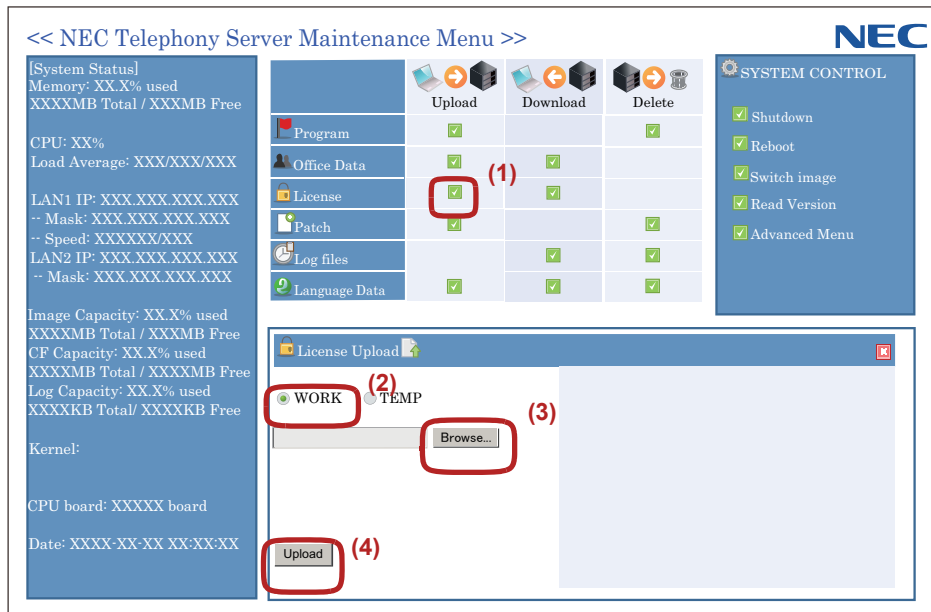 << NEC Telephony Server Maintenance Menu >>
NEC
[System Status]
Memory: XX.X% used
XXXXMB Total / XXXMB Free
CPU: XX%
Load Average: XXX/XXX/XXX
LAN1 IP: XXX.XXX.XXX.XXX
-- Mask: XXX.XXX.XXX.XXX
-- Speed: XXXXXX/XXX
LAN2 IP: XXX.XXX.XXX.XXX
-- Mask: XXX.XXX.XXX.XXX
Image Capacity: XX.X% used
XXXXMB Total / XXXMB Free
CF Capacity: XX.X% used
XXXXMB Total / XXXXMB Free
Log Capacity: XX.X% used
XXXXKB Total/ XXXXKB Free
Kernel:
CPU board: XXXXX board
Date: XXXX-XX-XX XX:XX:XX
Upload Download Delete
Program
Office Data
(1)
License
Patch
Log files
Language Data
SYSTEM CONTROL
Shutdown
Reboot
Switch image
Read Version
Advanced Menu
License Upload
(2)
WORK TEMP
(3)
Browse...
Upload (4)